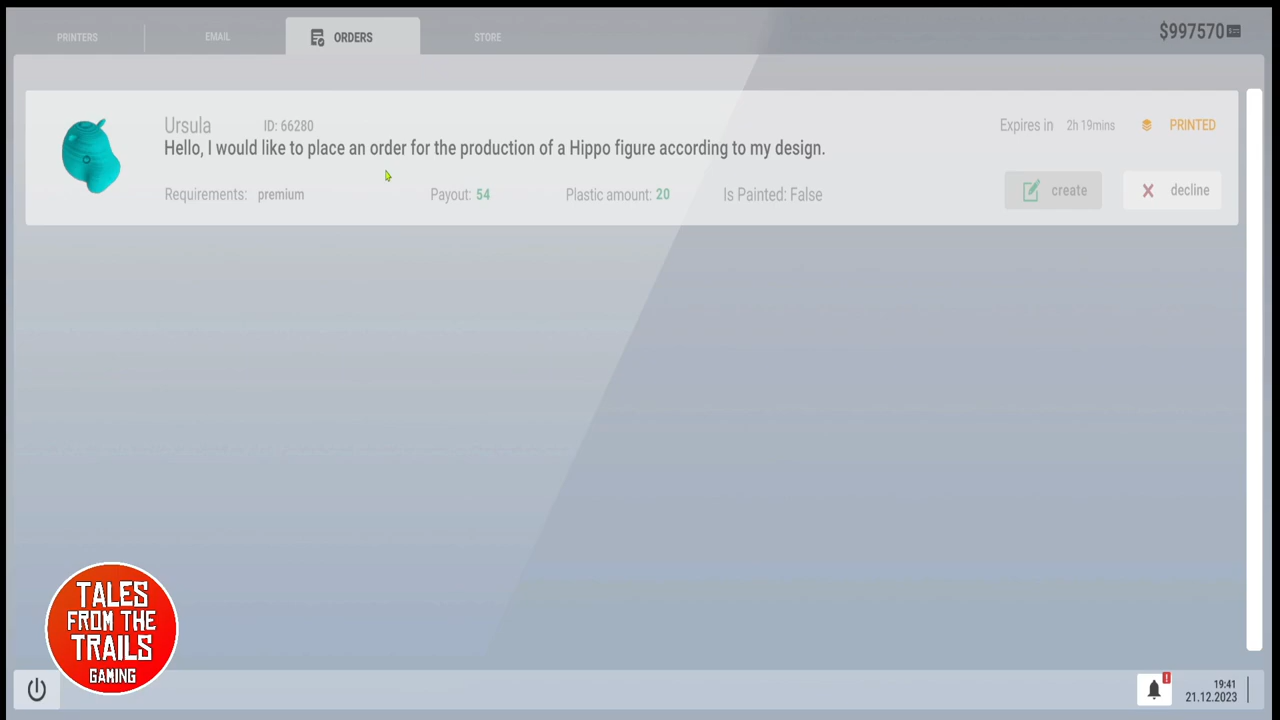 PRINTERS
EMAIL
ORDERS
STORE
$997570
Ursula ID: 66280
Hello, I would like to place an order for the production of a Hippo figure according to my design.
Requirements: premium Payout: 54 Plastic amount: 20 Is Painted: False
Expires in 2h 19mins PRINTED
create
decline
TALES
FROM THE
TRAILS
GAMING
!
19:41
21.12.2023